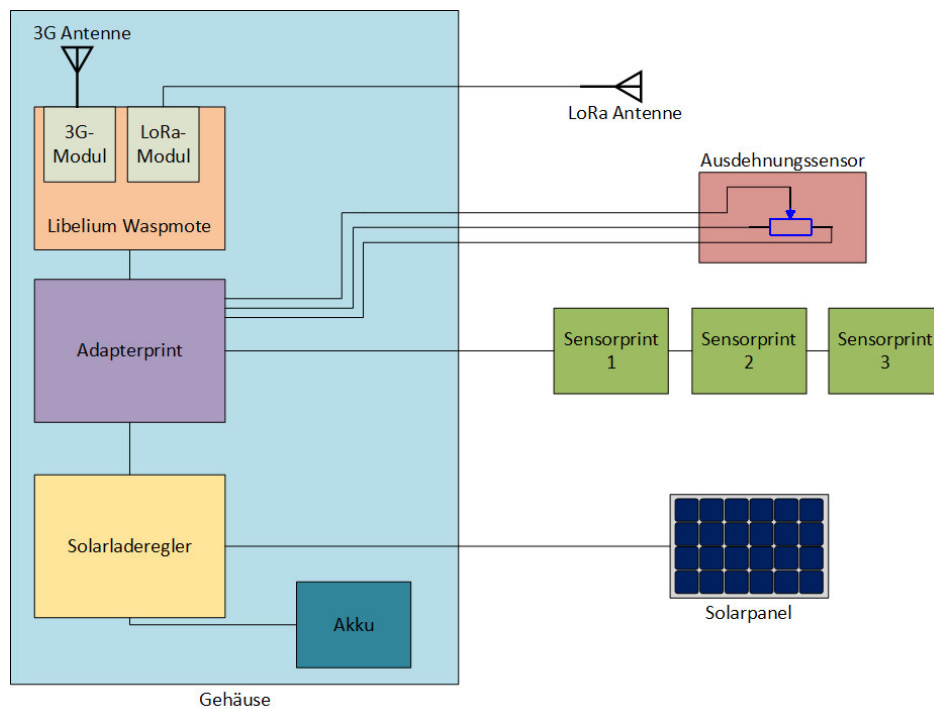 3G Antenne
3G-
Modul
LoRa-
Modul
Libelium Waspmote
LoRa Antenne
Ausdehnungssensor
Adapterprint
Sensorprint
1
Sensorprint
2
Sensorprint
3
Solarladeregler
Solarpanel
Akku
Gehäuse